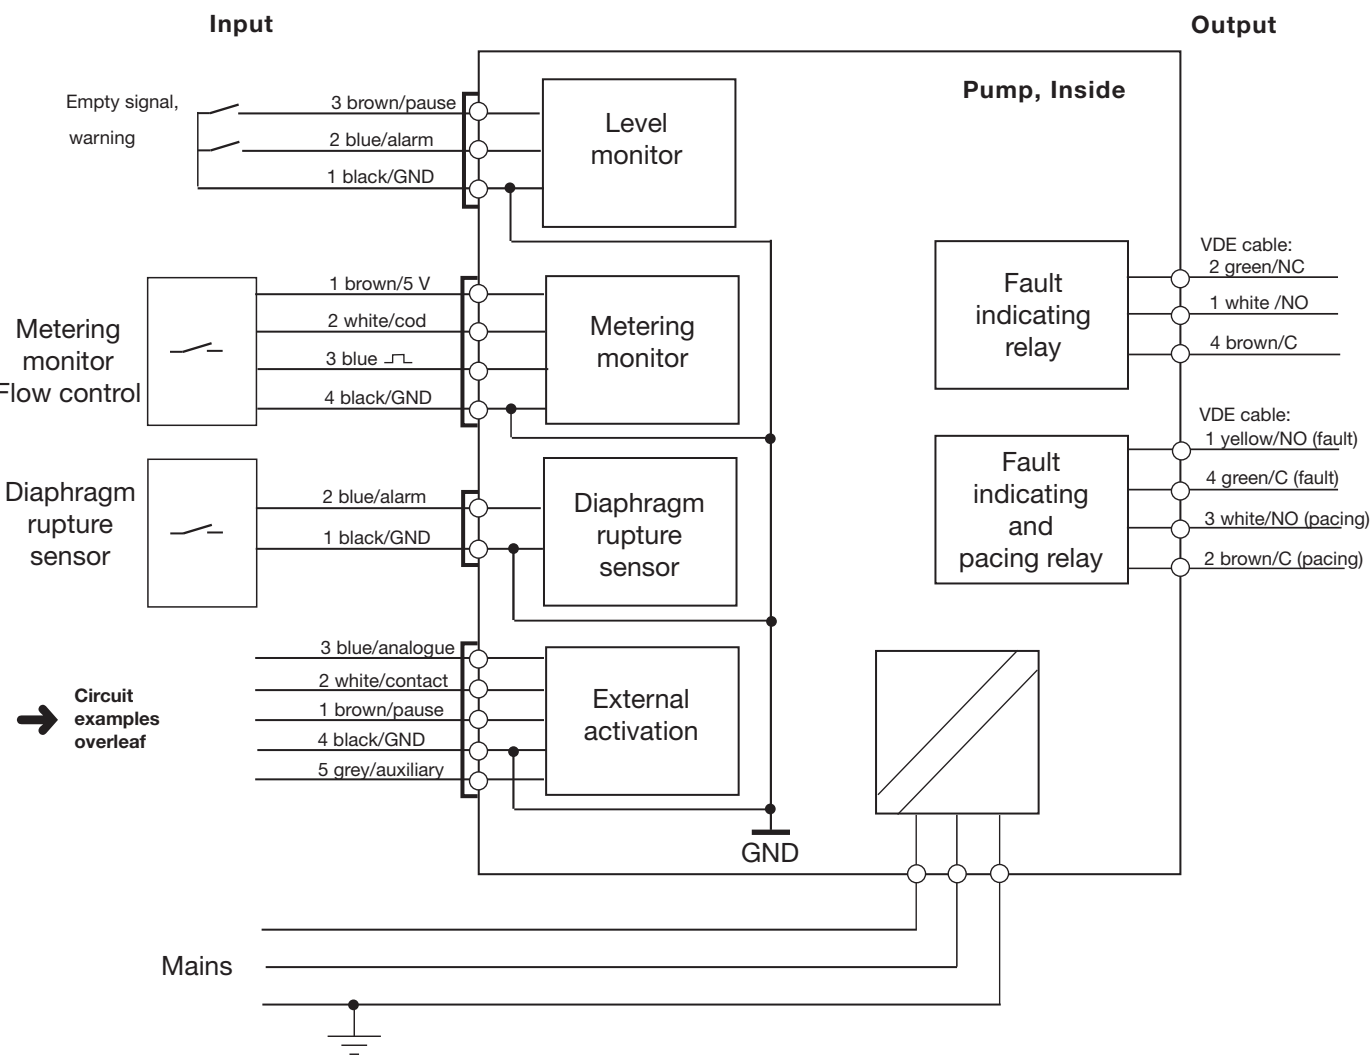 Input
Output
Pump, Inside
Empty signal,
warning
3 brown/pause
2 blue/alarm
1 black/GND
Level
monitor
Metering
monitor
Flow control
1 brown/5 V
2 white/cod
3 blue
4 black/GND
Metering
monitor
Diaphragm
rupture
sensor
2 blue/alarm
1 black/GND
Diaphragm
rupture
sensor
Circuit
examples
overleaf
3 blue/analogue
2 white/contact
1 brown/pause
4 black/GND
5 grey/auxiliary
External
activation
GND
Fault
indicating
relay
VDE cable:
2 green/NC
1 white /NO
4 brown/C
Fault
indicating
and
pacing relay
VDE cable:
1 yellow/NO (fault)
4 green/C (fault)
3 white/NO (pacing)
2 brown/C (pacing)
Mains